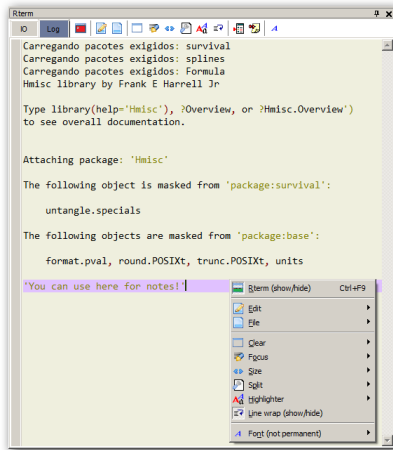 Rterm
IO Log
Carregando pacotes exigidos: survival
Carregando pacotes exigidos: splines
Carregando pacotes exigidos: Formula
Hmisc library by Frank E Harrell Jr
Type library(help='Hmisc'), ?Overview, or ?Hmisc.Overview')
to see overall documentation.
Attaching package: 'Hmisc'
The following object is masked from 'package:survival':
untangle.specials
The following objects are masked from 'package:base':
format.pval, round.POSIXt, trunc.POSIXt, units
'You can use here for notes!'
Rterm (show/hide) Ctrl+F9
Edit
File
Clear
Focus
Size
Split
Highlighter
Line wrap (show/hide)
Font (not permanent)